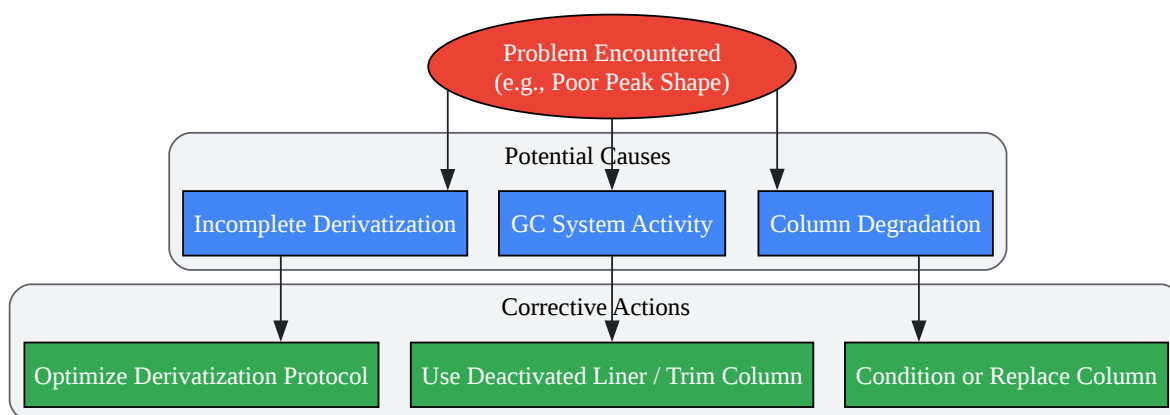 Problem Encountered
(e.g., Poor Peak Shape)
Potential Causes
Incomplete Derivatization
GC System Activity
Column Degradation
Corrective Actions
Optimize Derivatization Protocol
Use Deactivated Liner / Trim Column
Condition or Replace Column